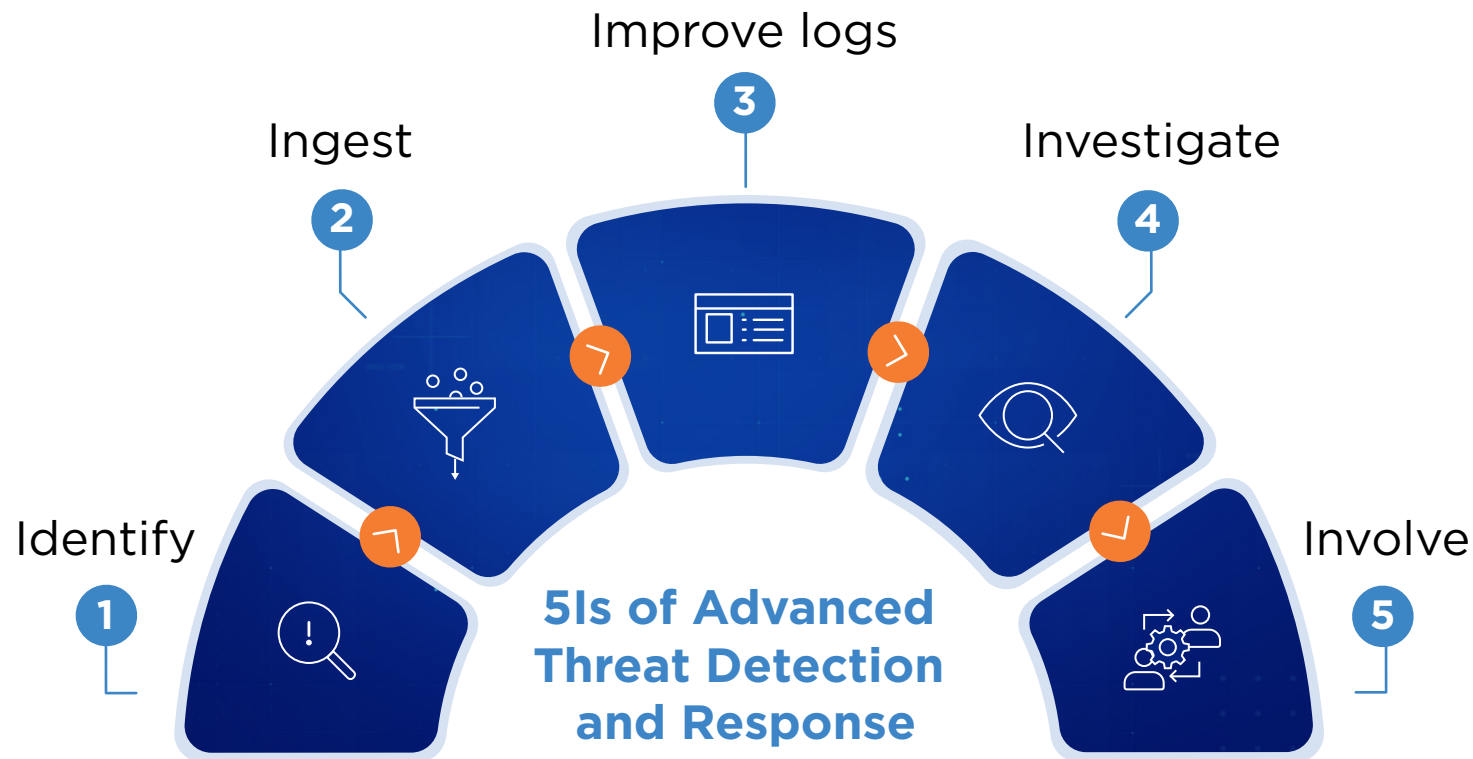 Improve logs
3
Ingest
2
Investigate
4
Identify
1
Involve
5
5Is of Advanced
Threat Detection
and Response